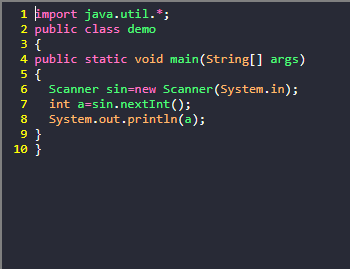 1 import java.util.*;
2 public class demo
3 {
4 public static void main(String[] args)
5 {
6   Scanner sin=new Scanner(System.in);
7   int a=sin.nextInt();
8   System.out.println(a);
9 }
10 }